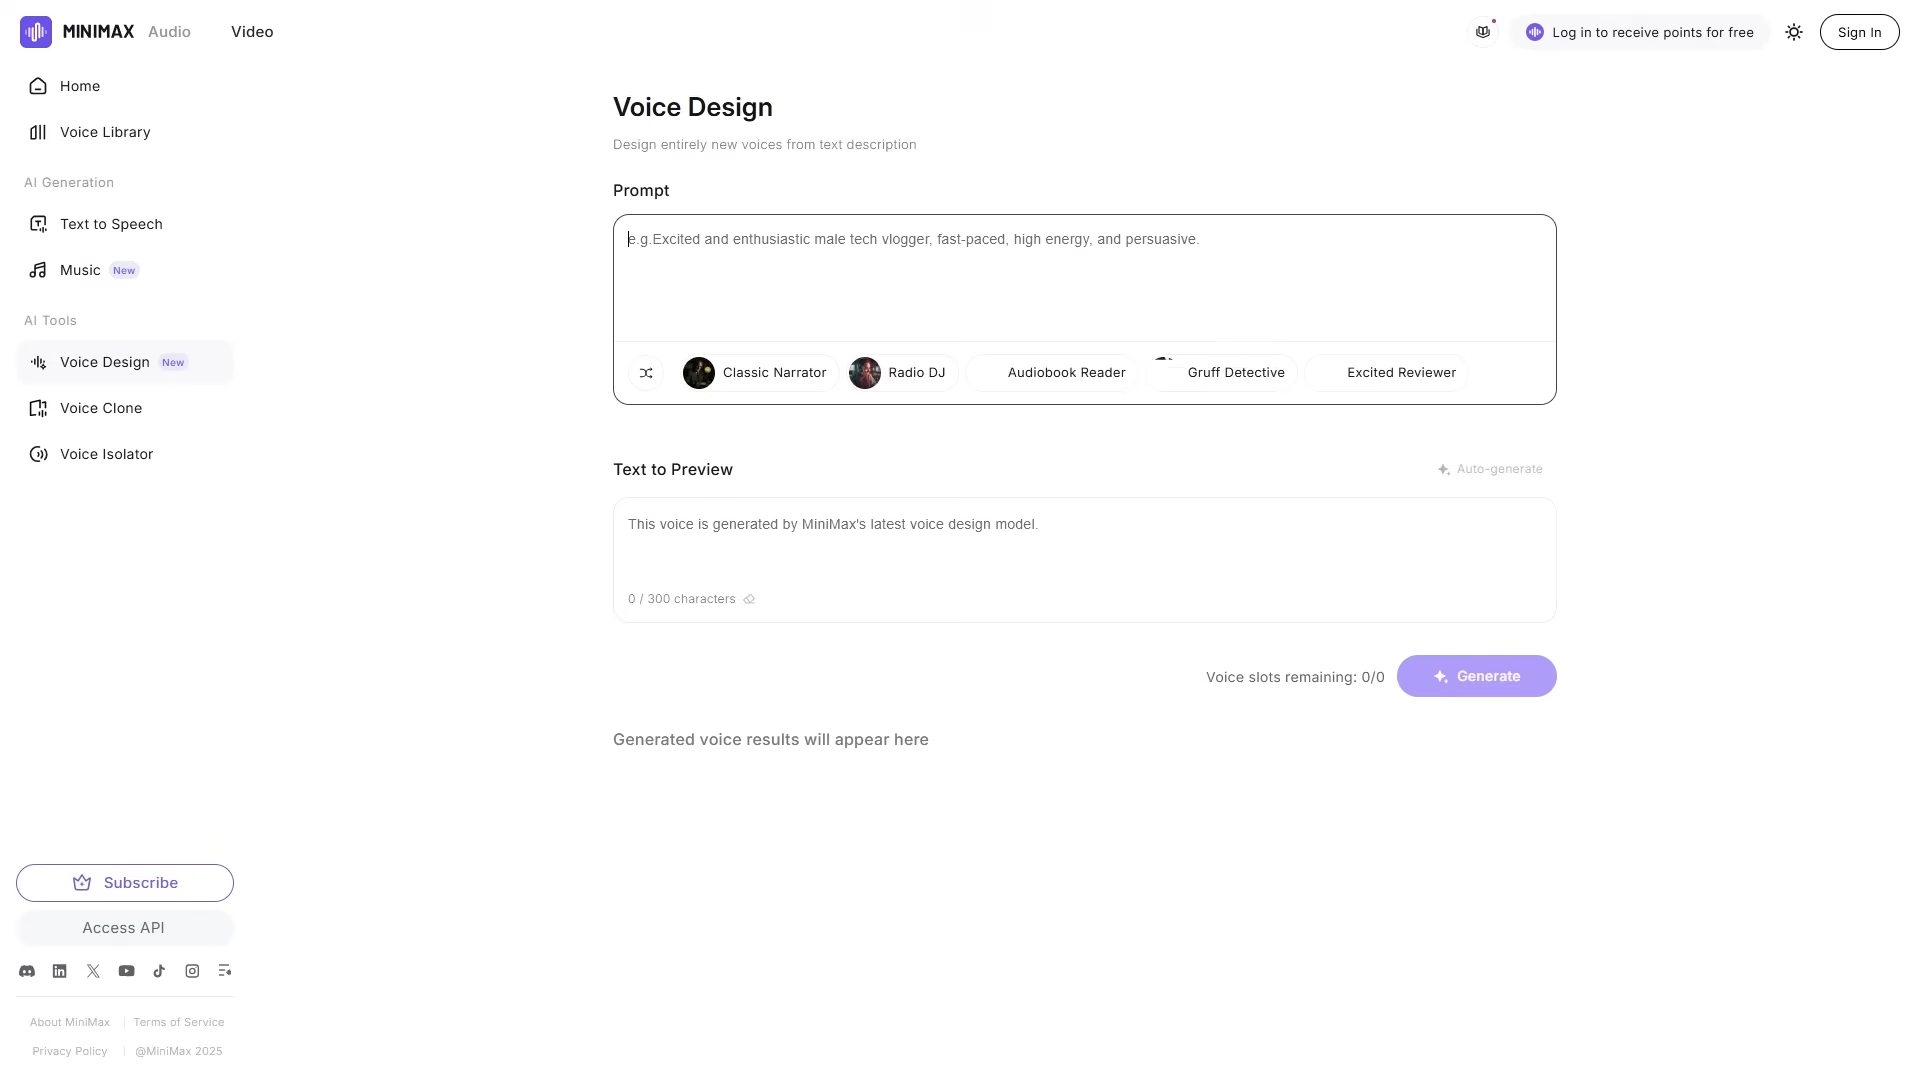 MINIMAX Audio Video
Log in to receive points for free
Sign In
Home
Voice Library
AI Generation
Text to Speech
Music New
AI Tools
Voice Design New
Voice Clone
Voice Isolator
Subscribe
Access API
About MiniMax Terms of Service
Privacy Policy @MiniMax 2025
Voice Design
Design entirely new voices from text description
Prompt
e.g.Excited and enthusiastic male tech vlogger, fast-paced, high energy, and persuasive.
Classic Narrator Radio DJ Audiobook Reader Gruff Detective Excited Reviewer
Text to Preview Auto-generate
This voice is generated by MiniMax's latest voice design model.
0 / 300 characters
Voice slots remaining: 0/0 Generate
Generated voice results will appear here